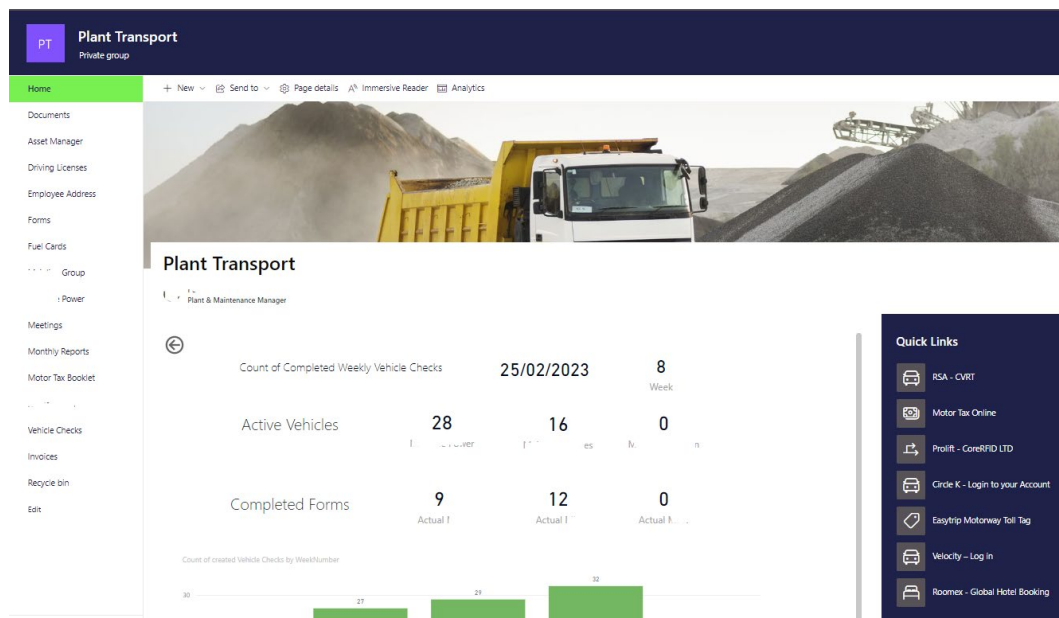 PT
Plant Transport
Private group
Home
Documents
Asset Manager
Driving Licenses
Employee Address
Forms
Fuel Cards
Group
Power
Meetings
Monthly Reports
Motor Tax Booklet
Vehicle Checks
Invoices
Recycle bin
Edit
+ New
Send to
Page details
Immersive Reader
Analytics
Plant Transport
Plant & Maintenance Manager
Count of Completed Weekly Vehicle Checks
25/02/2023
8
Week
Active Vehicles
28
16
0
Completed Forms
9
12
0
Actual
Actual
Actual
Count of created Vehicle Checks by WeekNumber
30
27
29
32
Quick Links
RSA - CVRT
Motor Tax Online
Prolift - CoreRFID LTD
Circle K - Login to your Account
Easytrip Motorway Toll Tag
Velocity – Log in
Roomex - Global Hotel Booking